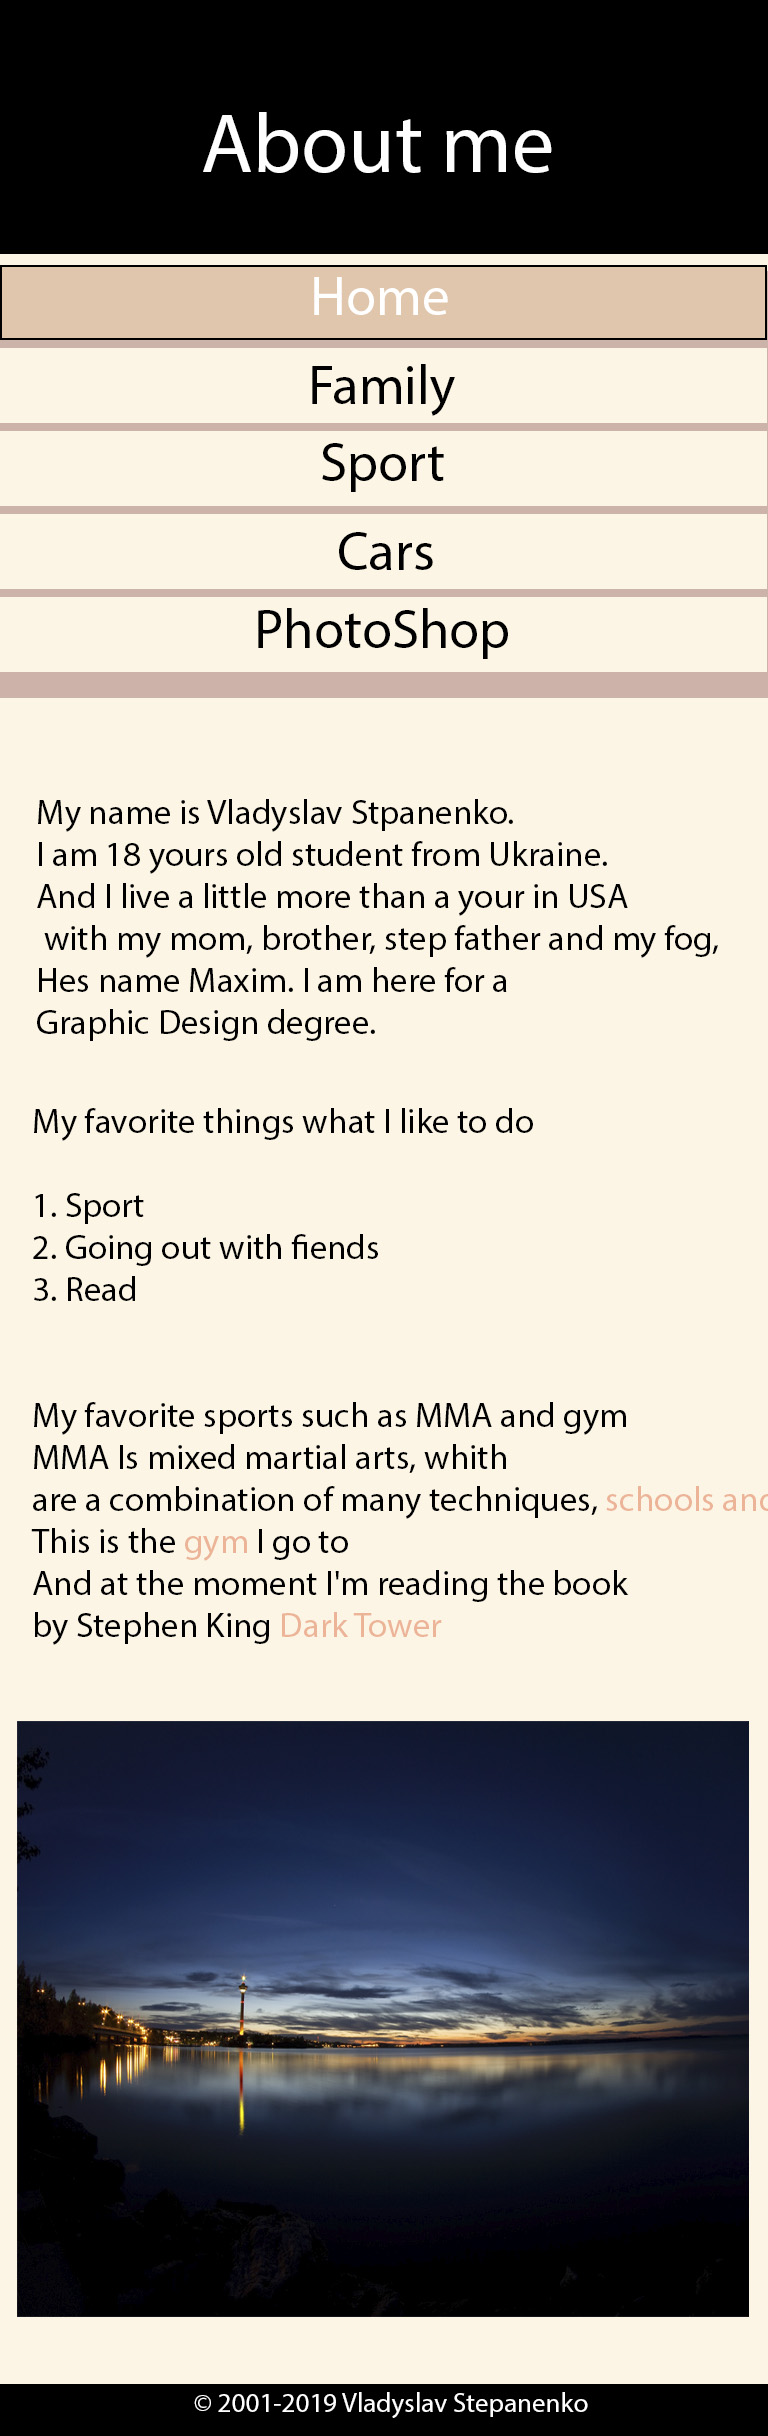 About me
Home
Family
Sport
Cars
PhotoShop
My name is Vladyslav Stpanenko.
I am 18 yours old student from Ukraine.
And I live a little more than a your in USA
with my mom, brother, step father and my fog,
Hes name Maxim. I am here for a
Graphic Design degree.
My favorite things what I like to do
1. Sport
2. Going out with fiends
3. Read
My favorite sports such as MMA and gym
MMA Is mixed martial arts, whith
are a combination of many techniques, schools
This is the gym I go to
And at the moment I'm reading the book
by Stephen King Dark Tower
© 2001-2019 Vladyslav Stepanenko